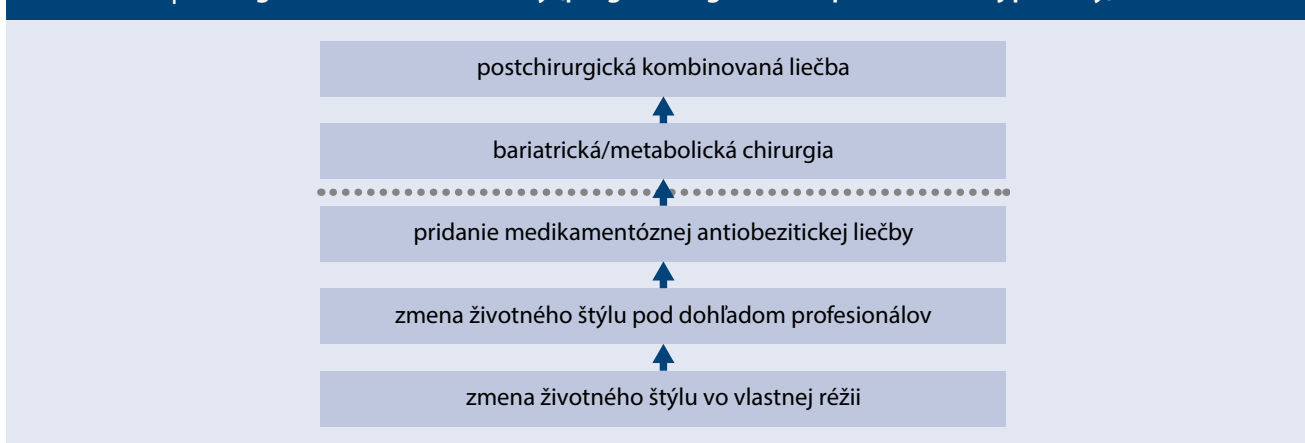 postchirurgická kombinovaná liečba
bariatrická/metabolická chirurgia
pridanie medikamentóznej antiobezitickej liečby
zmena životného štýlu pod dohľadom profesionálov
zmena životného štýlu vo vlastnej réžii